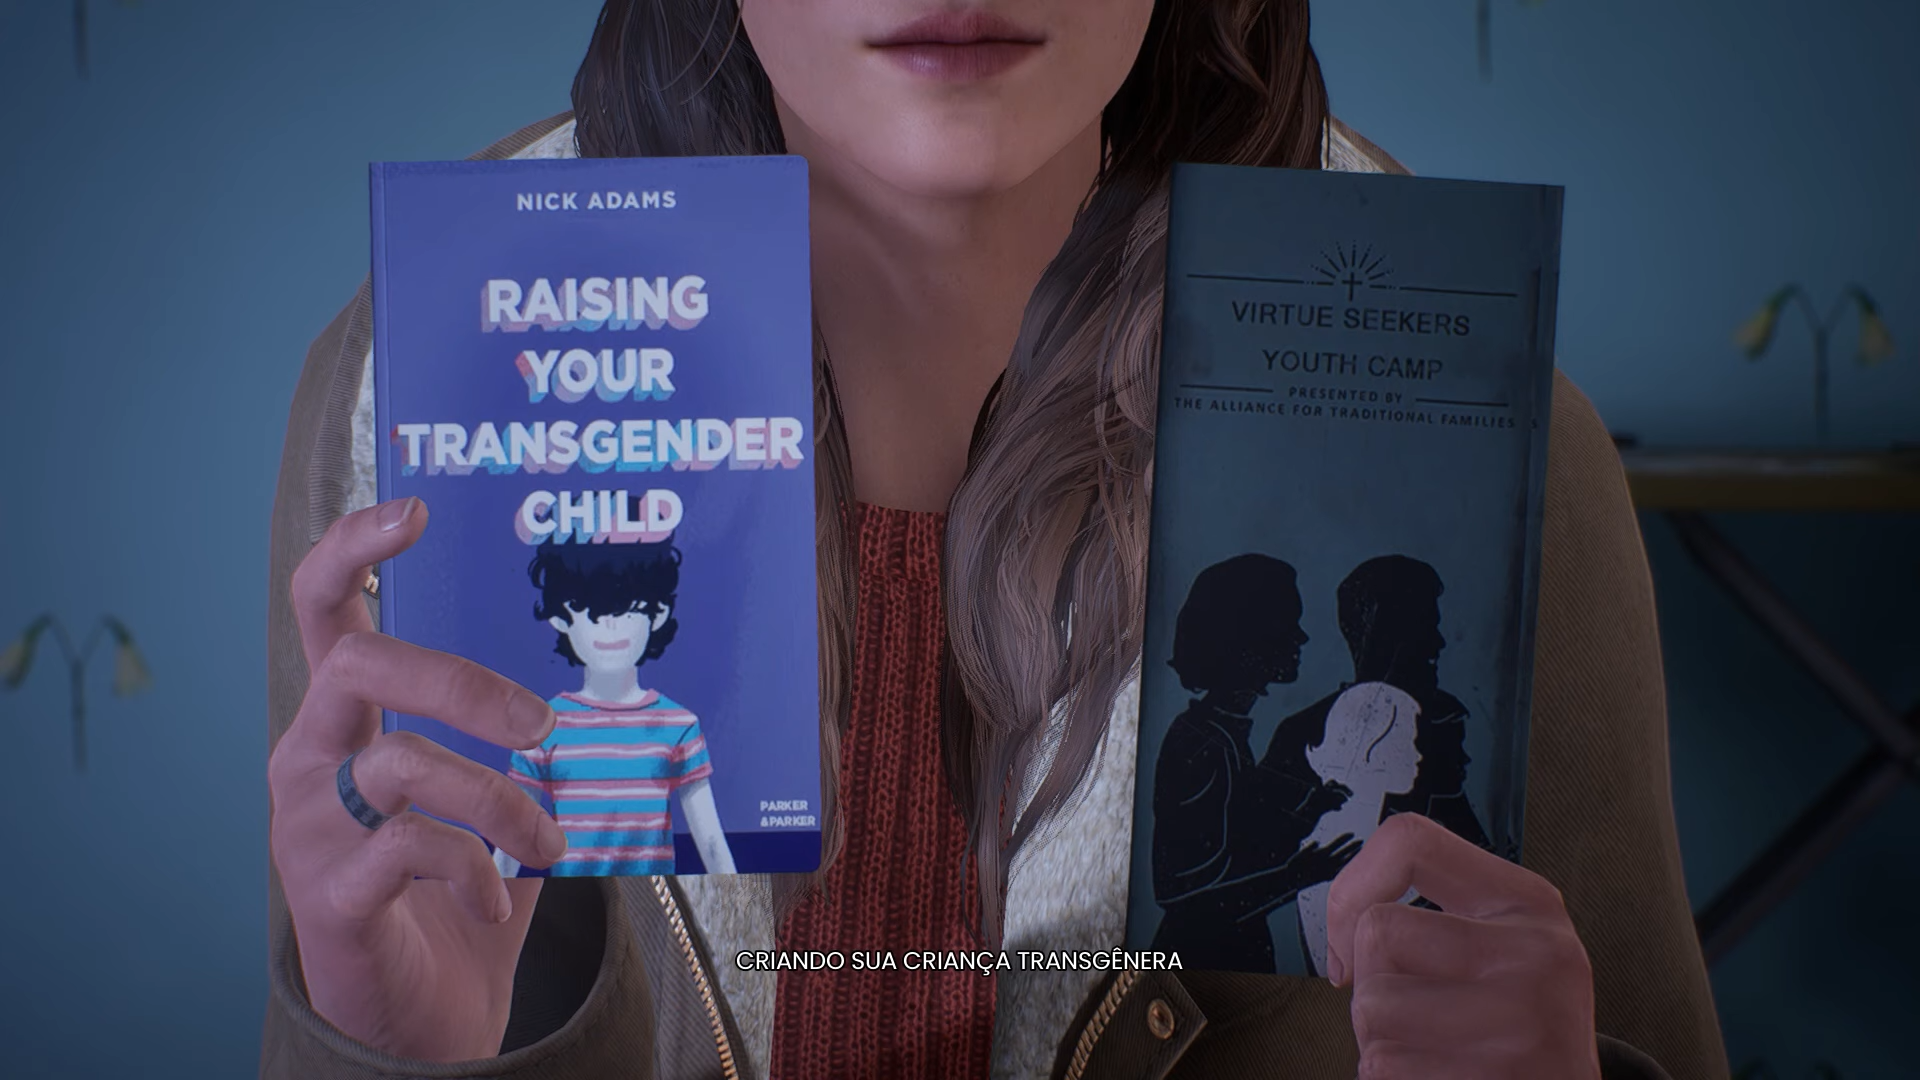 NICK ADAMS
RAISING
YOUR
TRANSGENDER
CHILD
PARKER
&PARKER
VIRTUE SEEKERS
YOUTH CAMP
PRESENTED BY
THE ALLIANCE FOR TRADITIONAL FAMILIES
CRIANDO SUA CRIANÇA TRANSGÊNERA